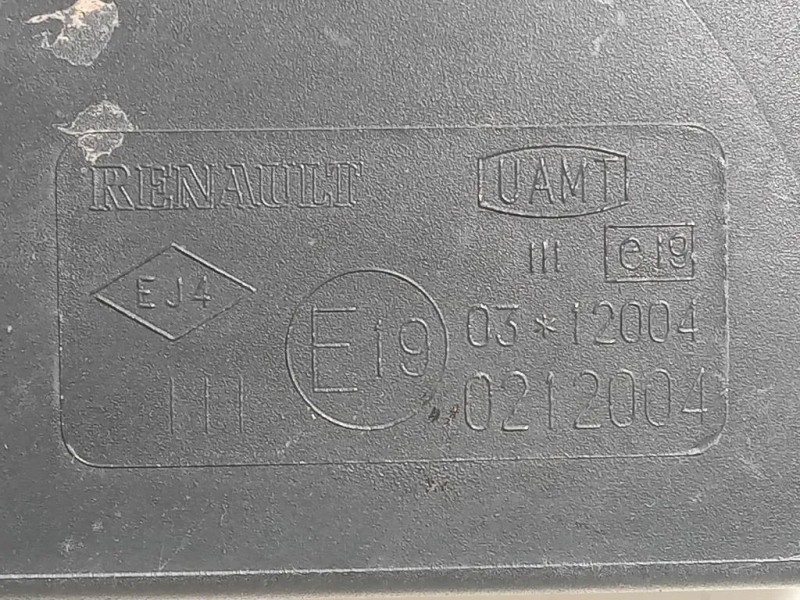 RENAULT UAMT
III e19
EJ4
E19 03*12004
III 0212004